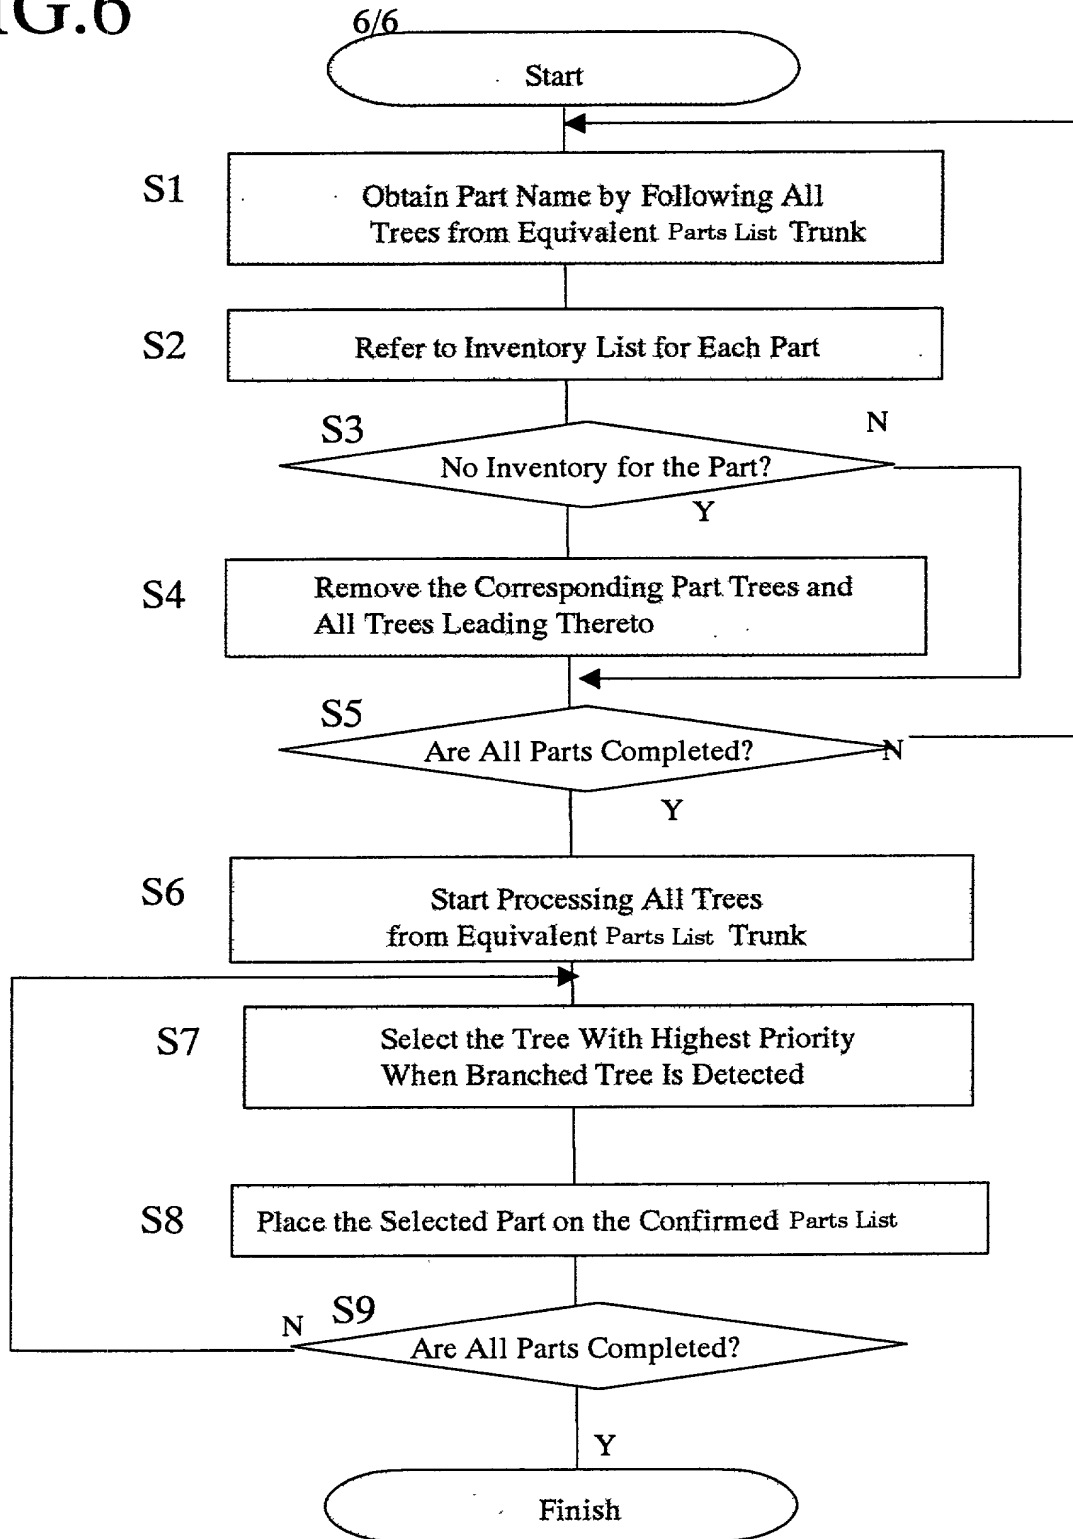 IG.6
6/6
Start
S1
Obtain Part Name by Following All
Trees from Equivalent Parts List Trunk
S2
Refer to Inventory List for Each Part
S3
N
No Inventory for the Part?
Y
S4
Remove the Corresponding Part Trees and
All Trees Leading Thereto
S5
Are All Parts Completed?
N
Y
S6
Start Processing All Trees
from Equivalent Parts List Trunk
S7
Select the Tree With Highest Priority
When Branched Tree Is Detected
S8
Place the Selected Part on the Confirmed Parts List
S9
N
Are All Parts Completed?
Y
Finish